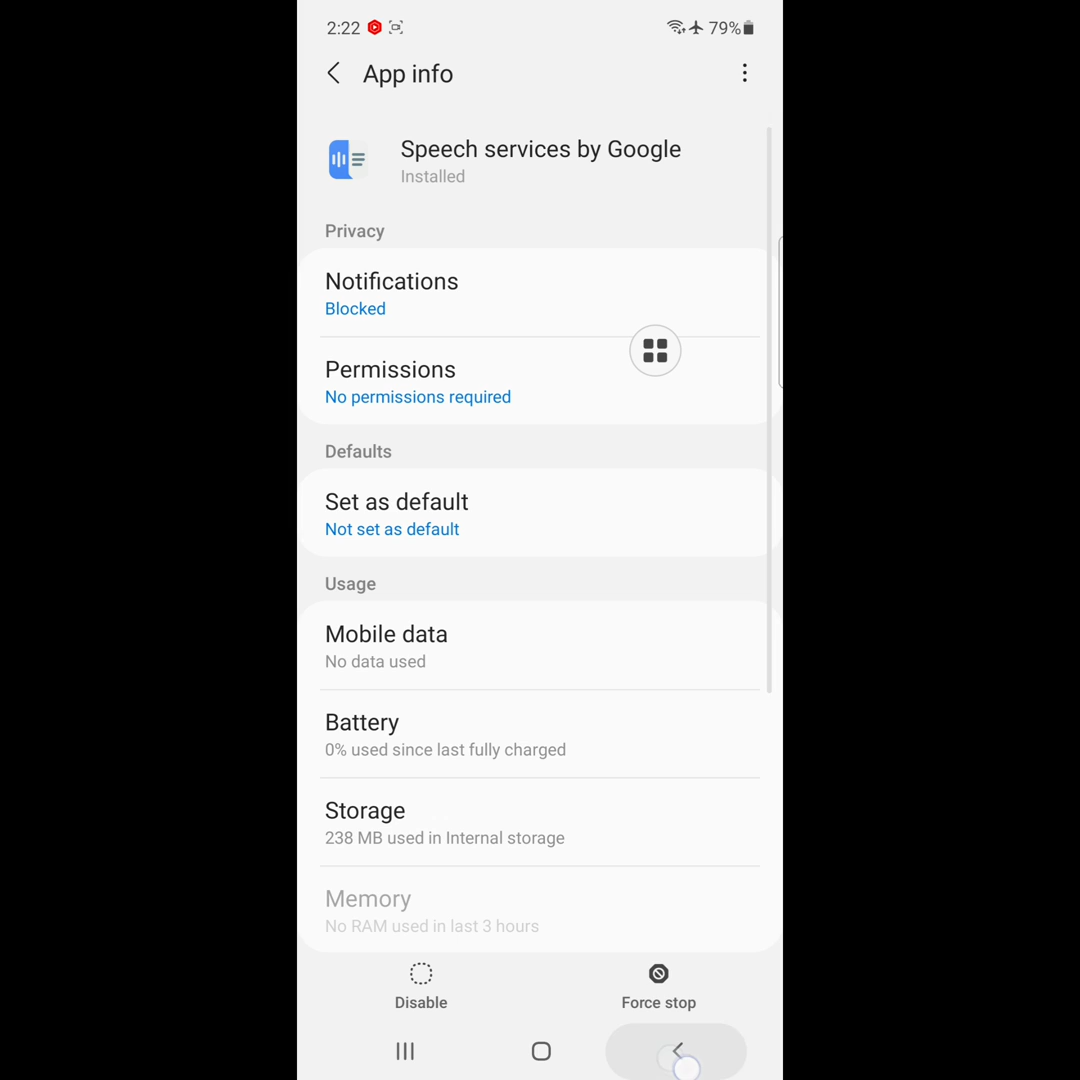 2:22 79%
App info
Speech services by Google
Installed
Privacy
Notifications
Blocked
Permissions
No permissions required
Defaults
Set as default
Not set as default
Usage
Mobile data
No data used
Battery
0% used since last fully charged
Storage
238 MB used in Internal storage
Memory
No RAM used in last 3 hours
Disable Force stop